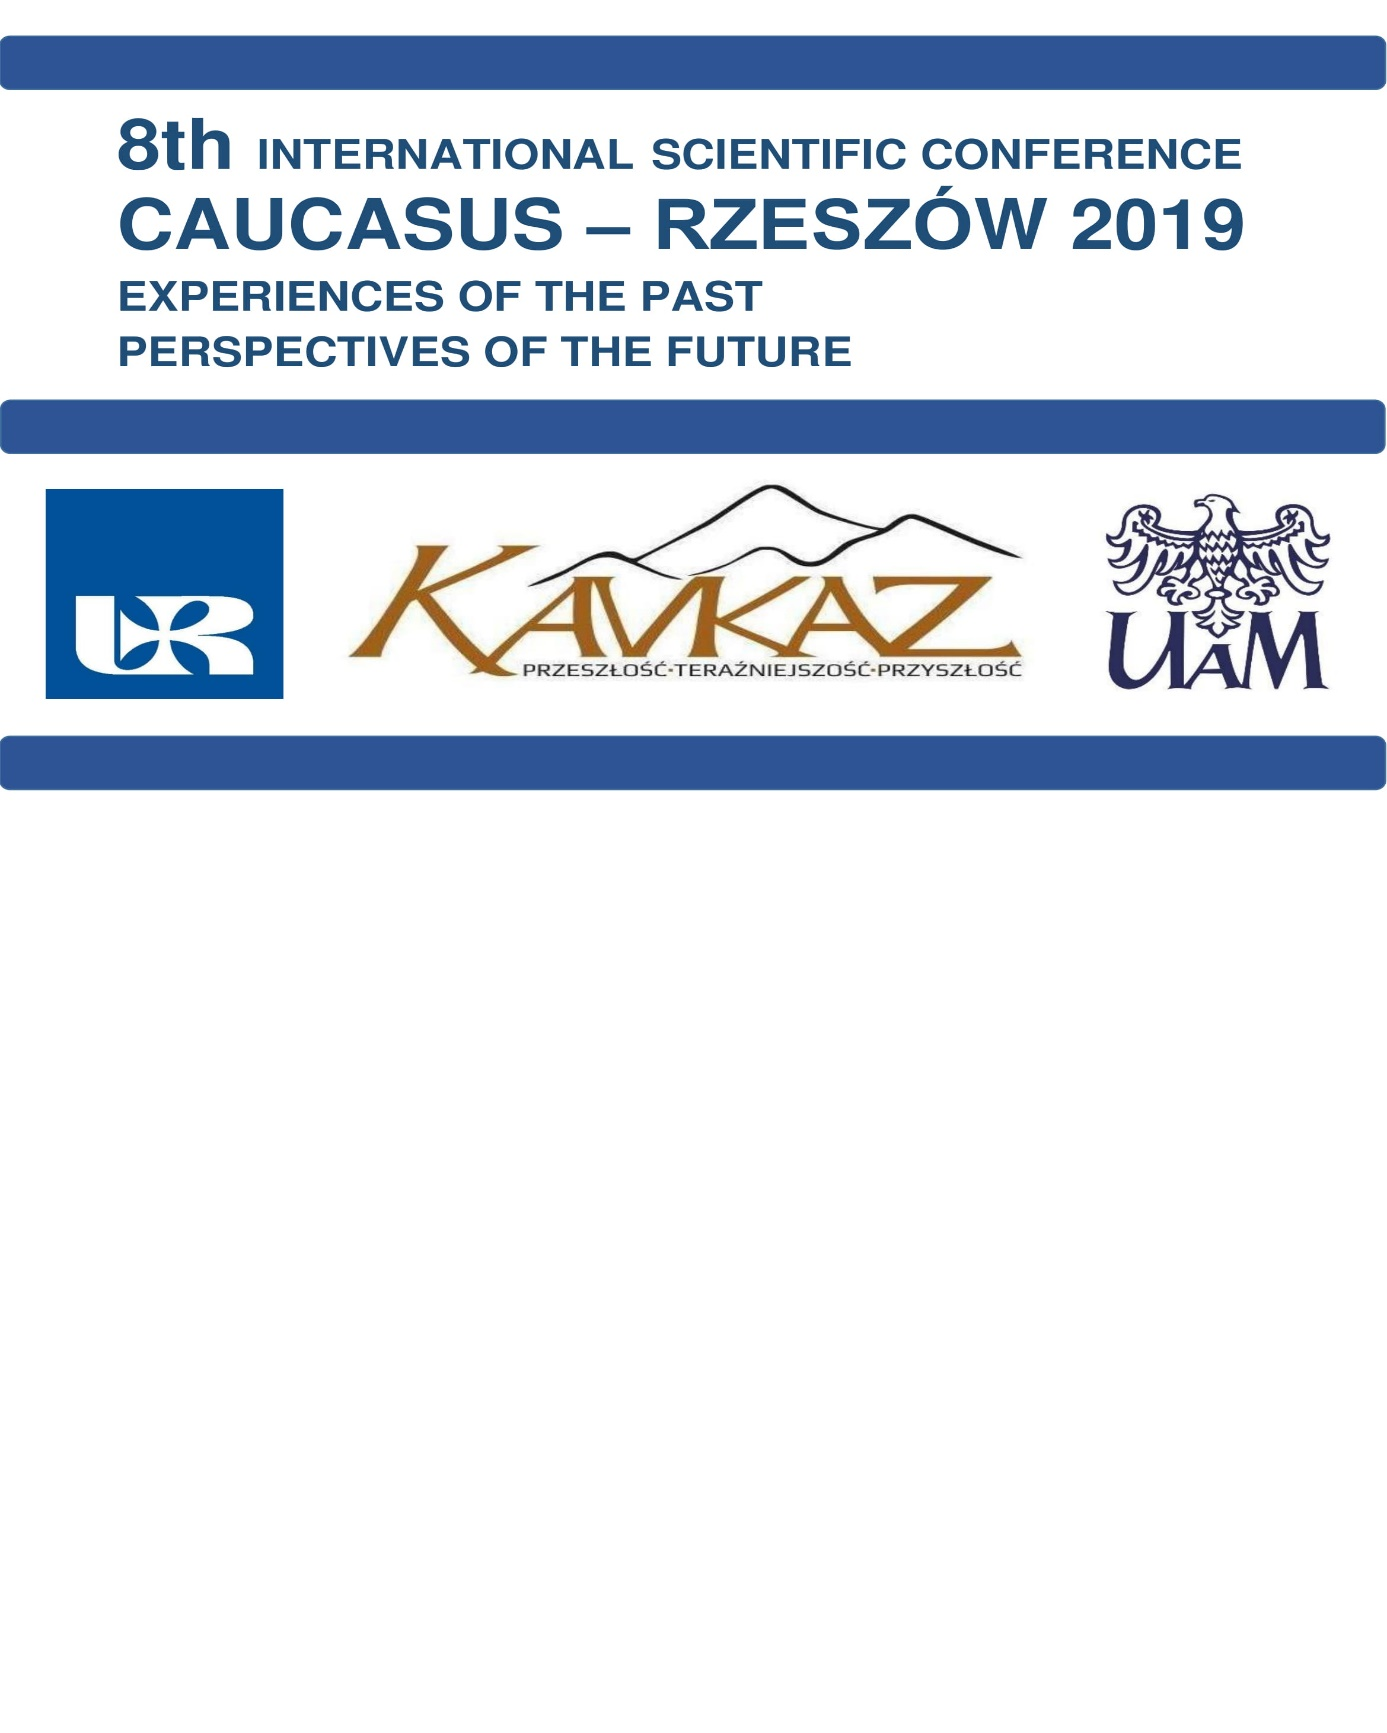 8th INTERNATIONAL SCIENTIFIC CONFERENCE
CAUCASUS – RZESZÓW 2019
EXPERIENCES OF THE PAST
PERSPECTIVES OF THE FUTURE
UR
KAVKAZ
PRZESZŁOŚĆ·TERAŹNIEJSZOŚĆ·PRZYSZŁOŚĆ
UAM